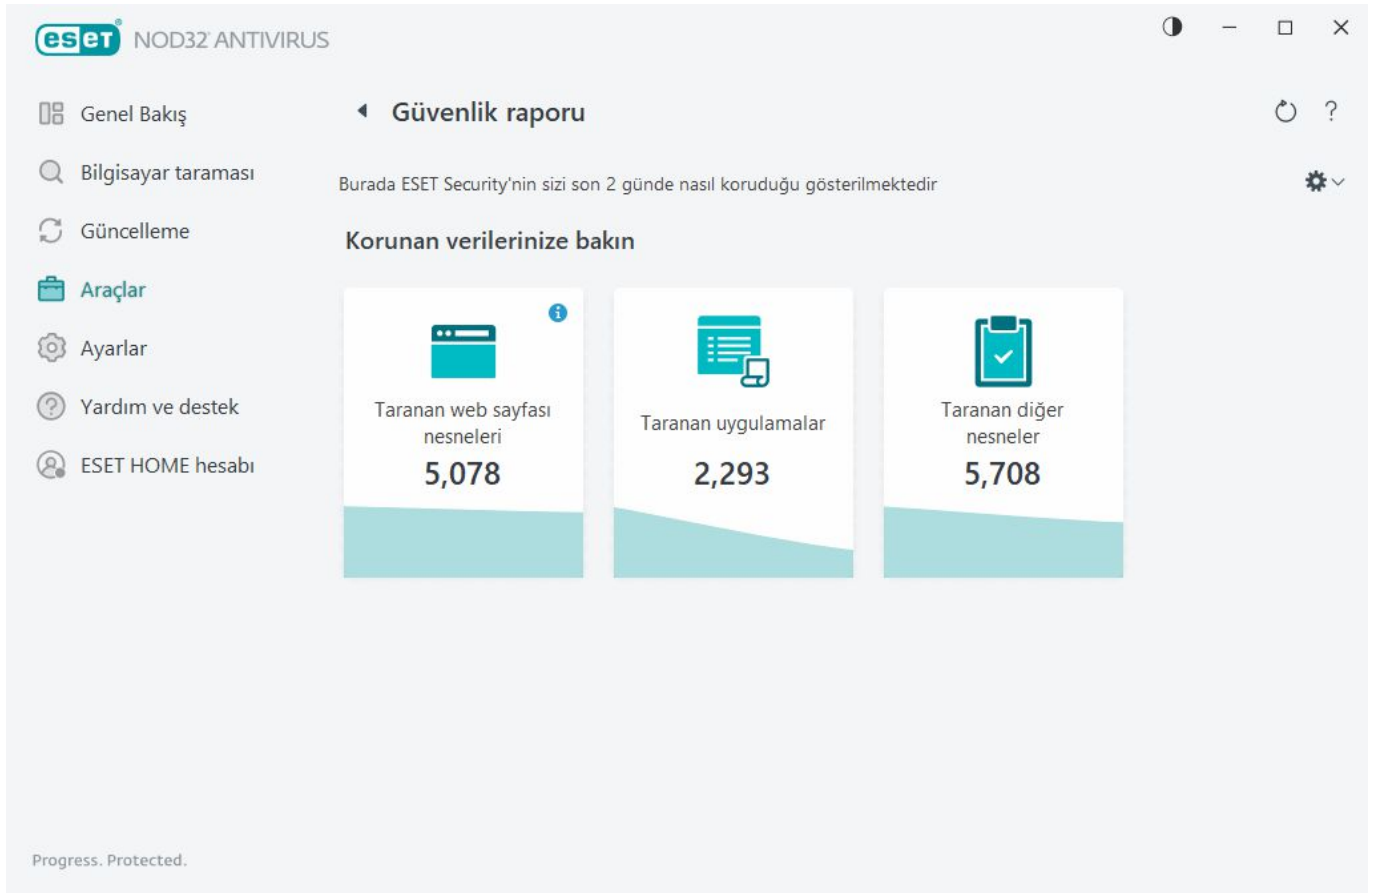 eset® NOD32® ANTIVIRUS
Genel Bakış
Bilgisayar taraması
Güncelleme
Araçlar
Ayarlar
Yardım ve destek
ESET HOME hesabı
Güvenlik raporu
?
Burada ESET Security'nin sizi son 2 günde nasıl koruduğu gösterilmektedir
Korunan verilerinize bakın
Taranan web sayfası
nesneleri
5,078
Taranan uygulamalar
2,293
Taranan diğer
nesneler
5,708
Progress. Protected.